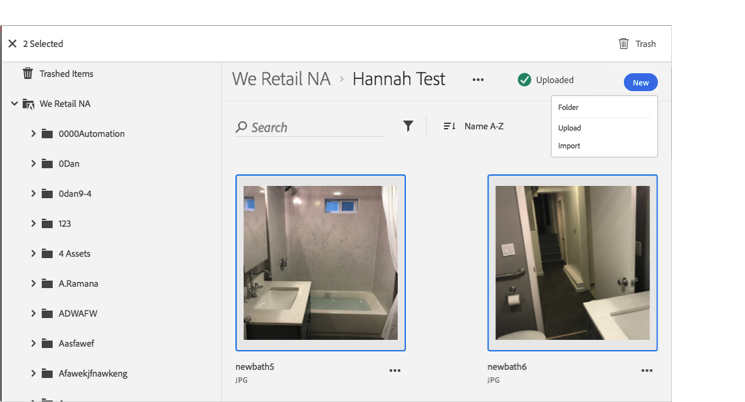 2 Selected
Trash
Trashed Items
We Retail NA
0000Automation
0Dan
0dan9-4
123
4 Assets
A.Ramana
ADWAFW
Aasfawef
Afawekjfnawkeng
We Retail NA > Hannah Test ...
Uploaded
New
Folder
Upload
Import
Search
Name A-Z
newbath5
JPG
newbath6
JPG